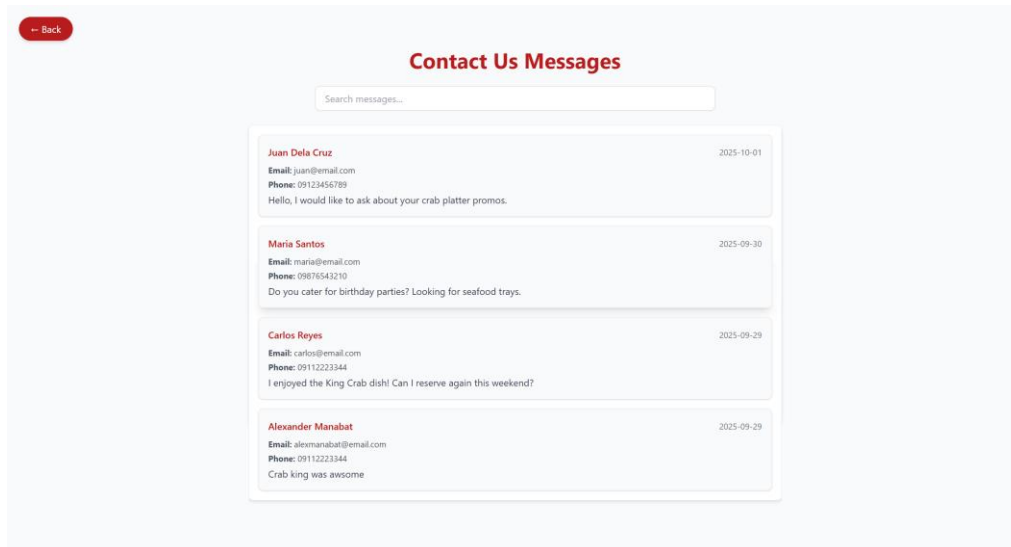 ← Back
Contact Us Messages
Search messages...
Juan Dela Cruz 2025-10-01
Email: juan@email.com
Phone: 09123456789
Hello, I would like to ask about your crab platter promos.
Maria Santos 2025-09-30
Email: maria@email.com
Phone: 09876543210
Do you cater for birthday parties? Looking for seafood trays.
Carlos Reyes 2025-09-29
Email: carlos@email.com
Phone: 09112223344
I enjoyed the King Crab dish! Can I reserve again this weekend?
Alexander Manabat 2025-09-29
Email: alexmanabat@email.com
Phone: 09112223344
Crab king was awsome